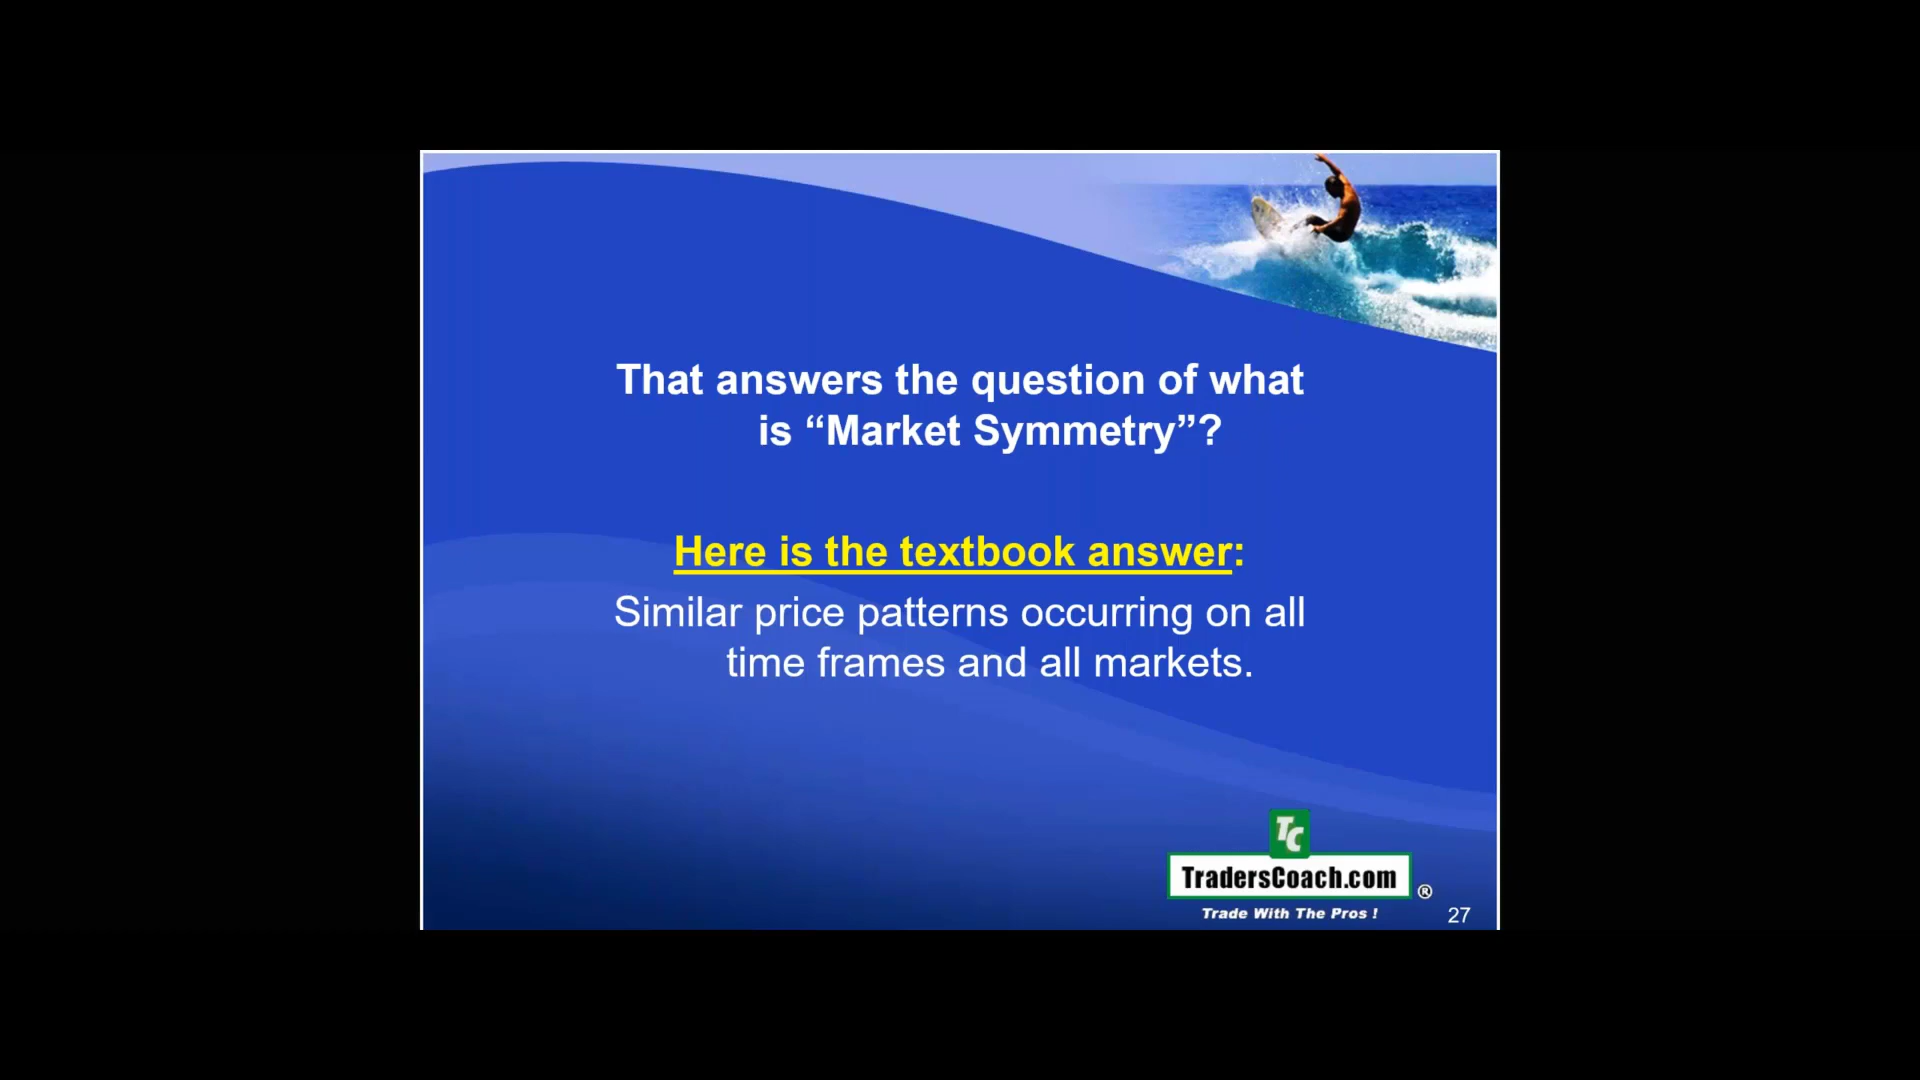 That answers the question of what
is “Market Symmetry”?
Here is the textbook answer:
Similar price patterns occurring on all
time frames and all markets.
TC
TradersCoach.com ®
Trade With The Pros !
27